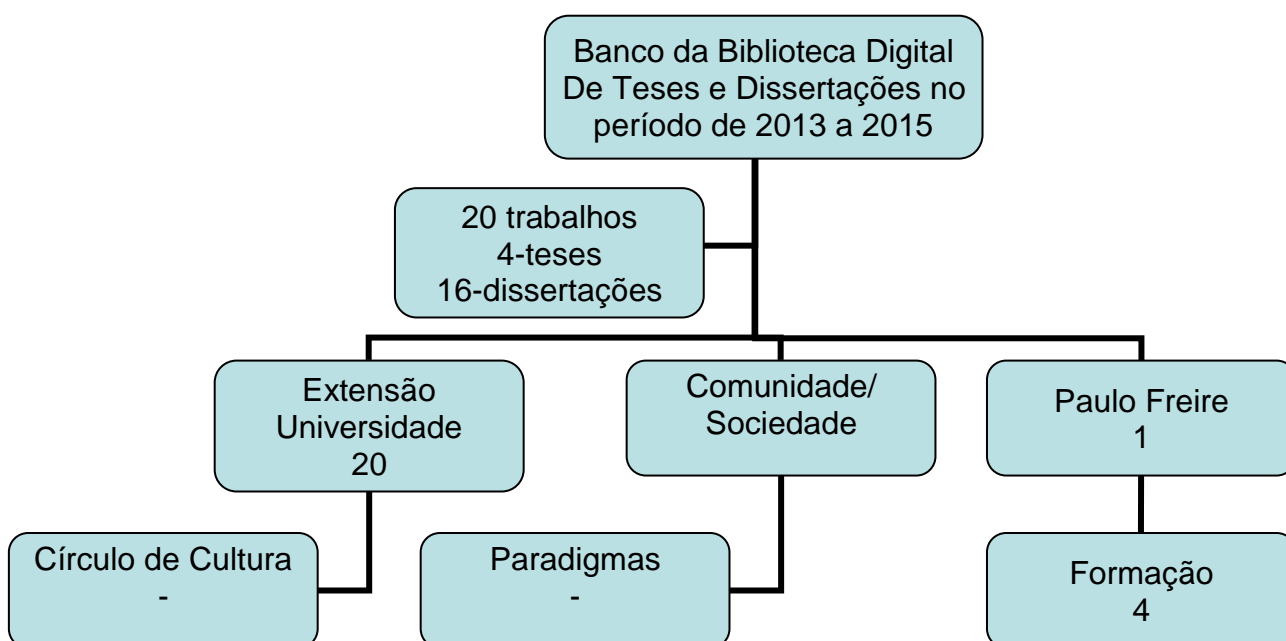 Banco da Biblioteca Digital
De Teses e Dissertações no
período de 2013 a 2015
20 trabalhos
4-teses
16-dissertações
Extensão
Universidade
20
Comunidade/
Sociedade
Paulo Freire
1
Círculo de Cultura
-
Paradigmas
-
Formação
4